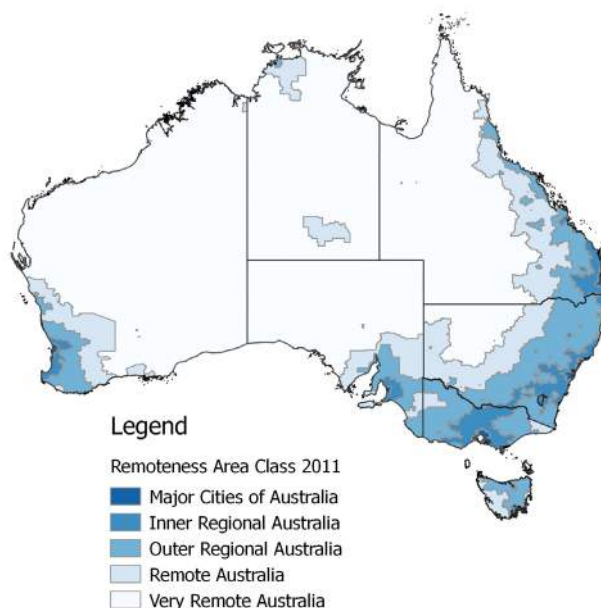 Legend
Remoteness Area Class 2011
Major Cities of Australia
Inner Regional Australia
Outer Regional Australia
Remote Australia
Very Remote Australia